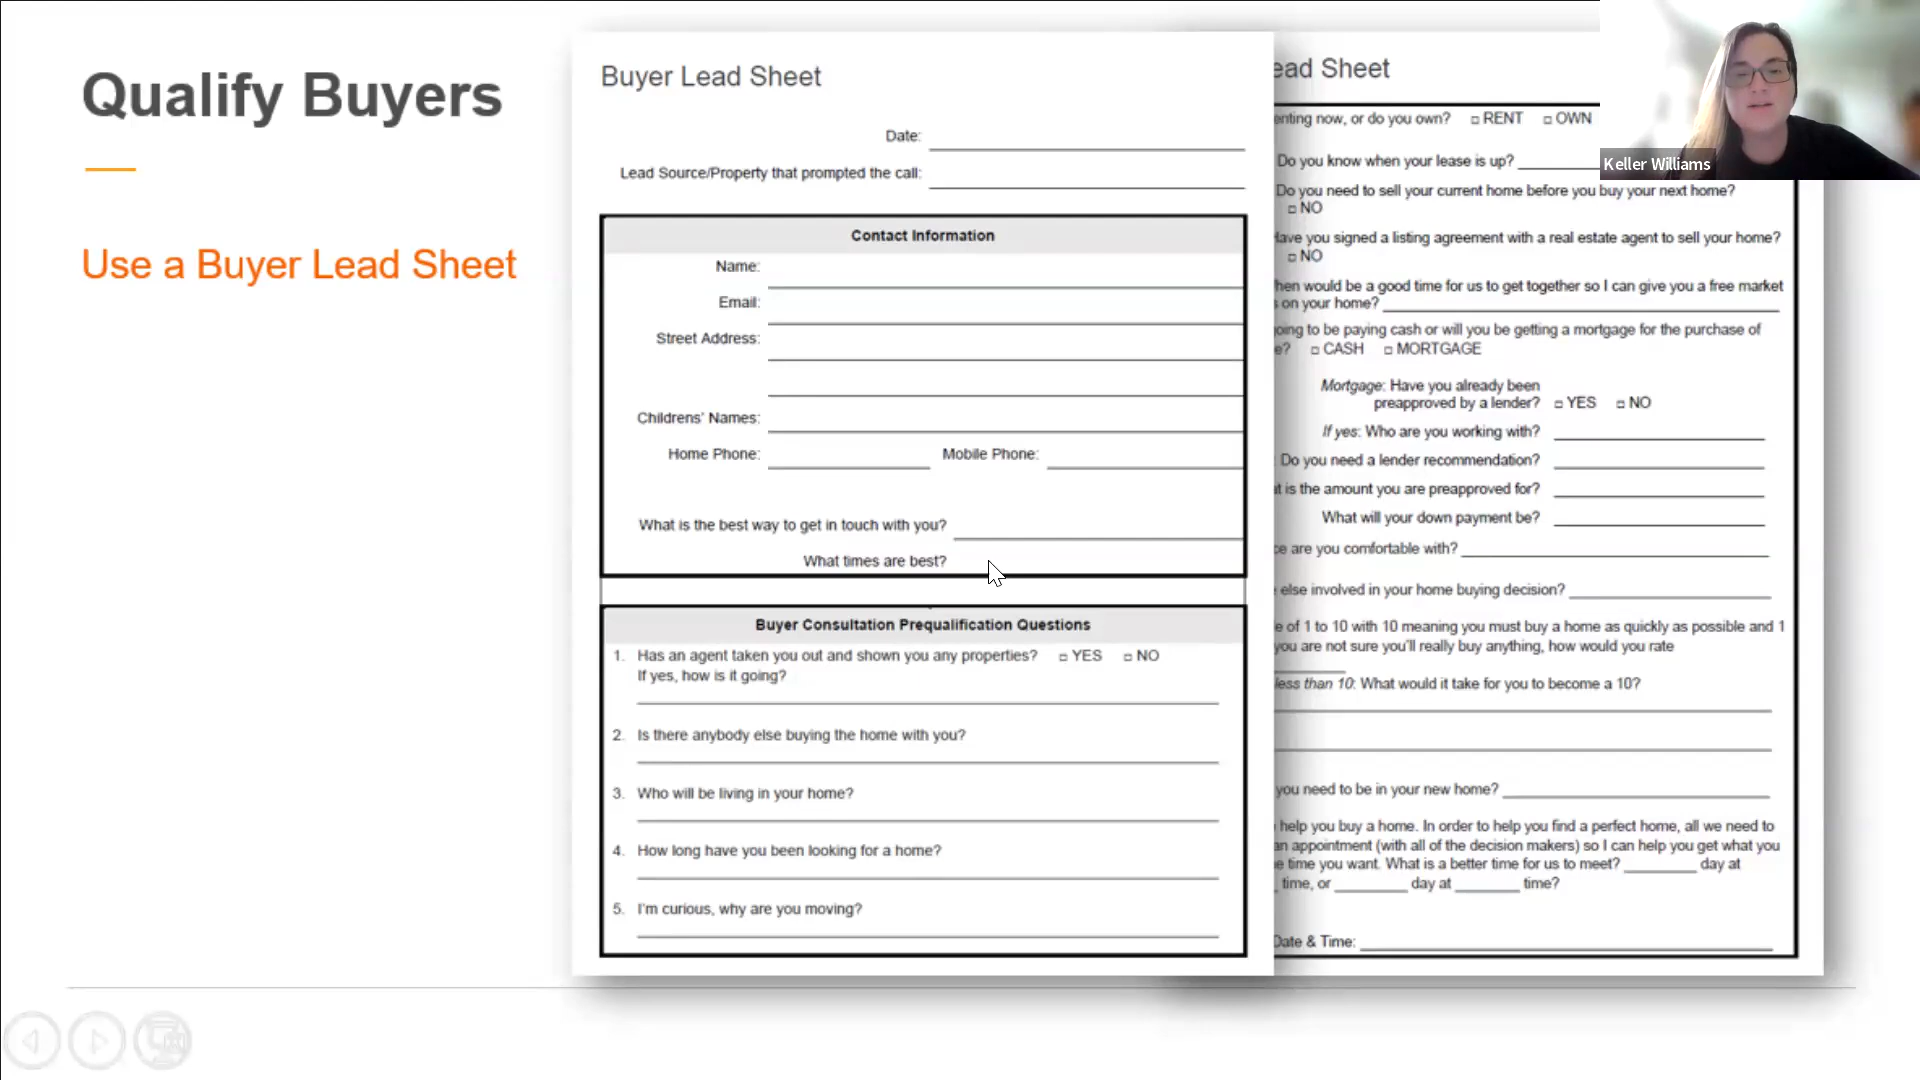 Qualify Buyers
Use a Buyer Lead Sheet
Buyer Lead Sheet
Date:
Lead Source/Property that prompted the call:
Contact Information
Name:
Email:
Street Address:
Childrens' Names:
Home Phone: Mobile Phone:
What is the best way to get in touch with you?
What times are best?
Buyer Consultation Prequalification Questions
1. Has an agent taken you out and shown you any properties? □ YES □ NO
If yes, how is it going?
2. Is there anybody else buying the home with you?
3. Who will be living in your home?
4. How long have you been looking for a home?
5. I'm curious, why are you moving?
ead Sheet
enting now, or do you own? □ RENT □ OWN
Do you know when your lease is up?
Do you need to sell your current home before you buy your next home?
□ NO
Have you signed a listing agreement with a real estate agent to sell your home?
□ NO
hen would be a good time for us to get together so I can give you a free market
s on your home?
oing to be paying cash or will you be getting a mortgage for the purchase of
e? □ CASH □ MORTGAGE
Mortgage: Have you already been
preapproved by a lender? □ YES □ NO
If yes: Who are you working with?
: Do you need a lender recommendation?
t is the amount you are preapproved for?
What will your down payment be?
ce are you comfortable with?
else involved in your home buying decision?
e of 1 to 10 with 10 meaning you must buy a home as quickly as possible and 1
you are not sure you'll really buy anything, how would you rate
less than 10: What would it take for you to become a 10?
you need to be in your new home?
help you buy a home. In order to help you find a perfect home, all we need to
an appointment (with all of the decision makers) so I can help you get what you
e time you want. What is a better time for us to meet? ________ day at
time, or ________ day at ________ time?
Date & Time:
Keller Williams